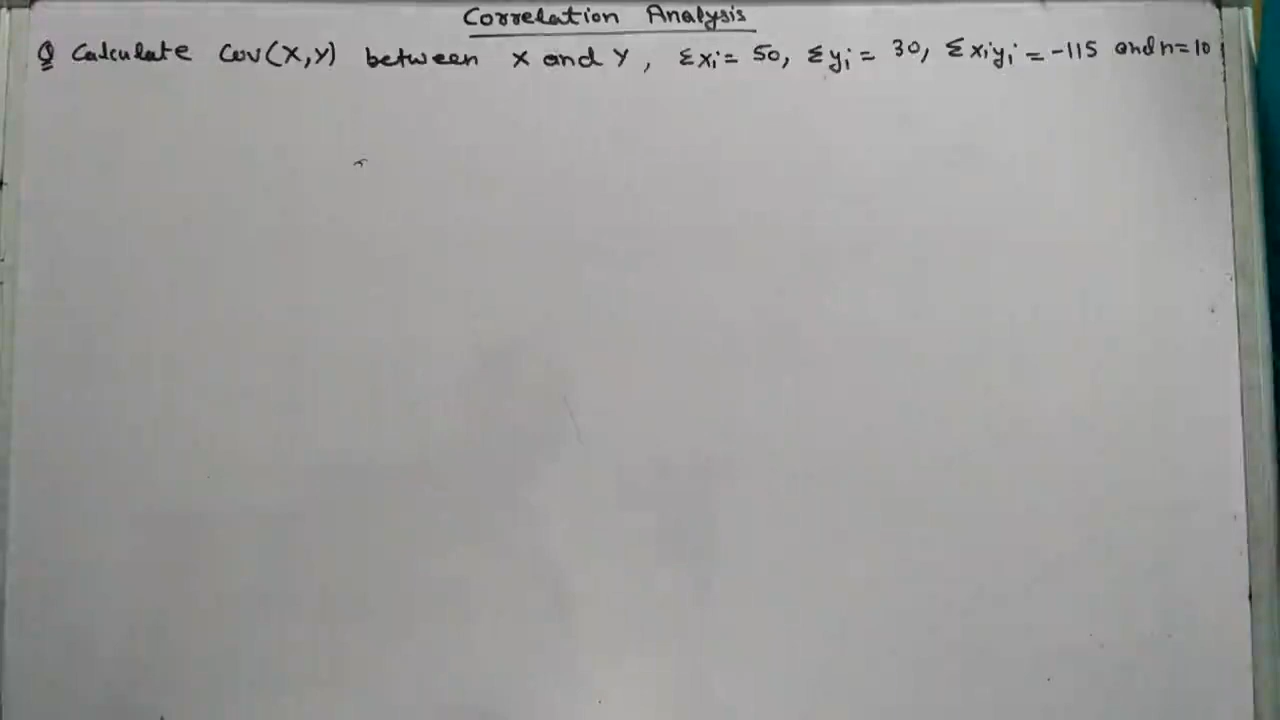 Correlation Analysis
Q Calculate Cov(X,Y) between X and Y, Σxi = 50, Σyi = 30, Σxiyi = -115 and n=10